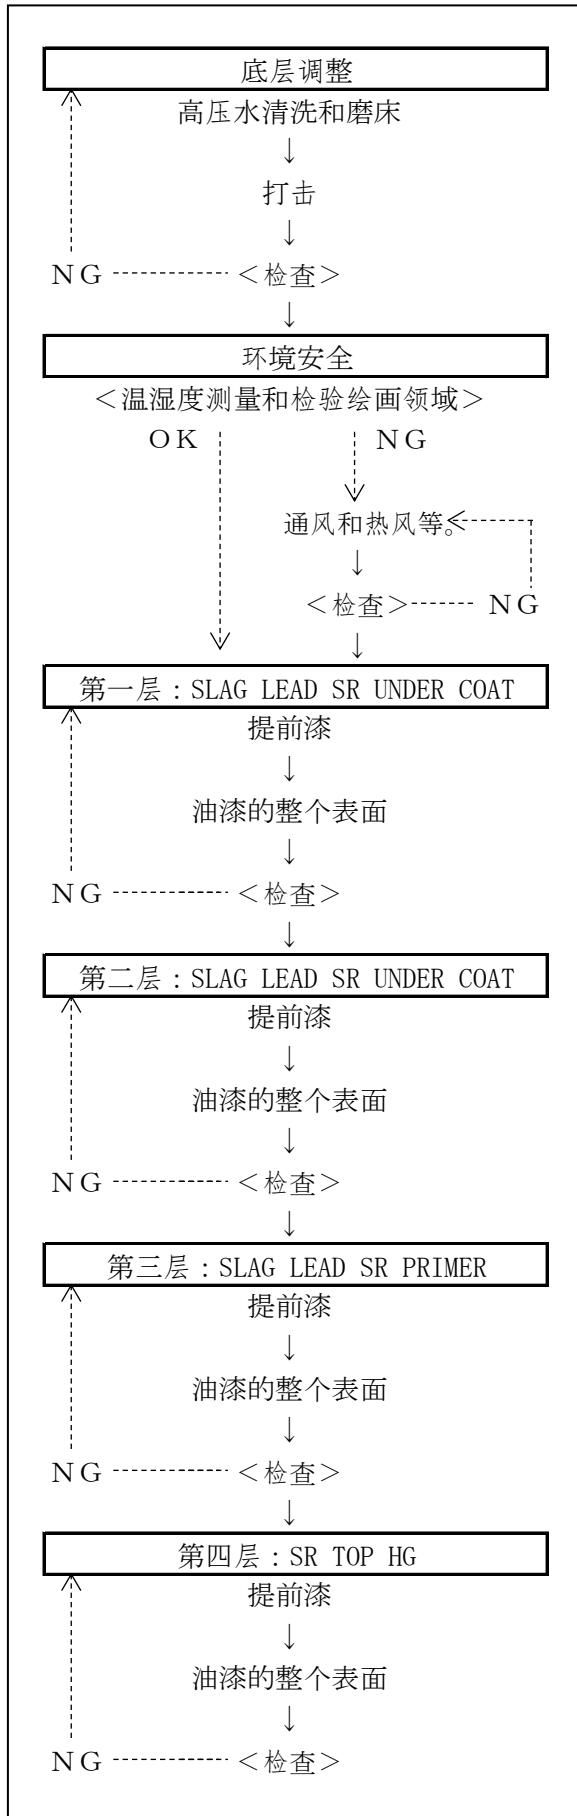 底层调整
高压水清洗和磨床
↓
打击
↓
NG <检查>
↓
环境安全
<温湿度测量和检验绘画领域>
OK NG
通风和热风等。
↓
<检查> NG
↓
第一层：SLAG LEAD SR UNDER COAT
提前漆
↓
油漆的整个表面
↓
NG <检查>
↓
第二层：SLAG LEAD SR UNDER COAT
提前漆
↓
油漆的整个表面
↓
NG <检查>
↓
第三层：SLAG LEAD SR PRIMER
提前漆
↓
油漆的整个表面
↓
NG <检查>
↓
第四层：SR TOP HG
提前漆
↓
油漆的整个表面
↓
NG <检查>